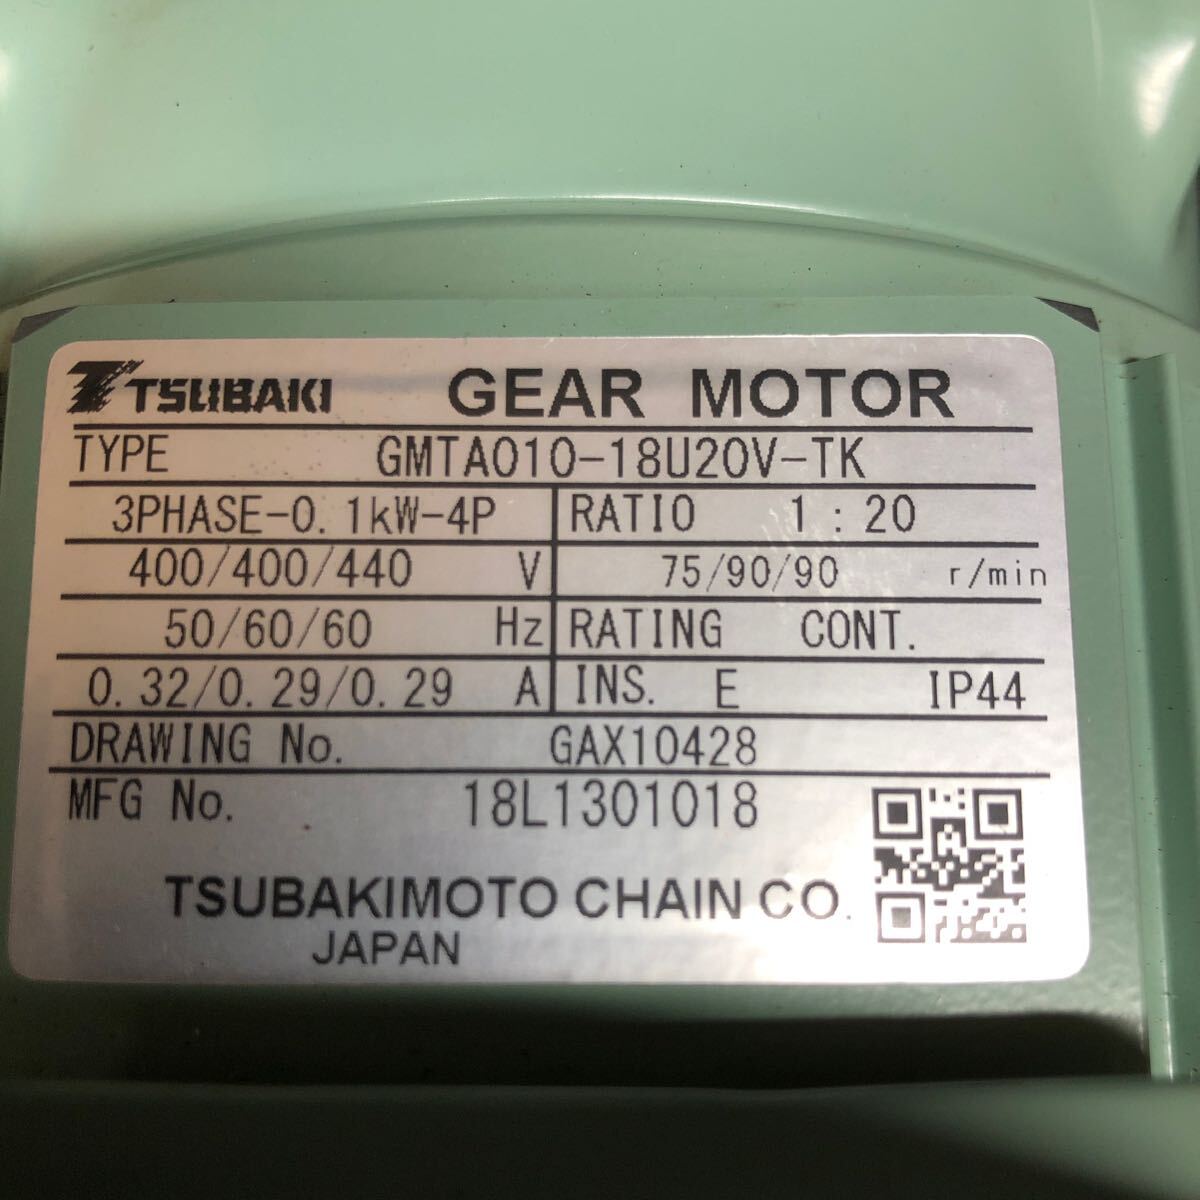 TSUBAKI GEAR MOTOR
TYPE GMTA010-18U20V-TK
3PHASE-0.1kW-4P RATIO 1:20
400/400/440 V 75/90/90 r/min
50/60/60 Hz RATING CONT.
0.32/0.29/0.29 A INS. E IP44
DRAWING No. GAX10428
MFG No. 18L1301018
TSUBAKIMOTO CHAIN CO.
JAPAN